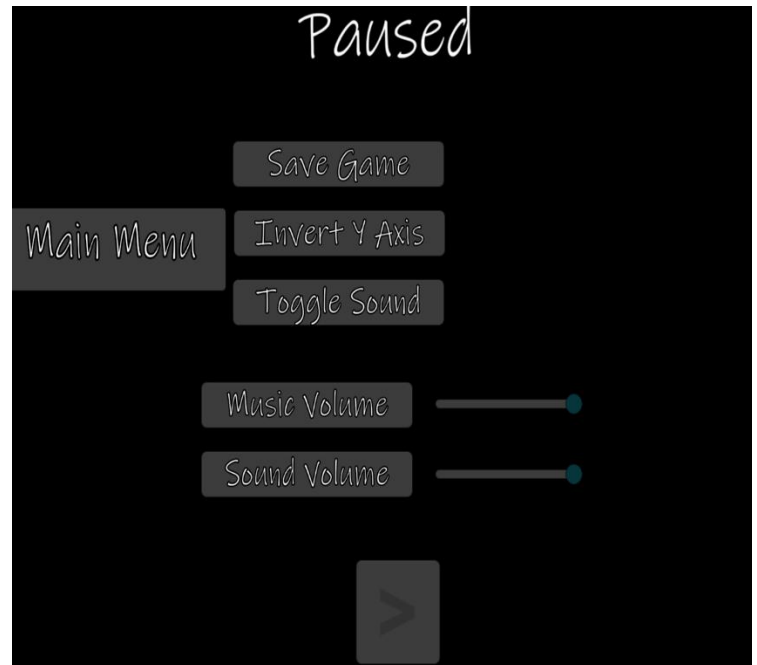 Paused
Save Game
Main Menu
Invert Y Axis
Toggle Sound
Music Volume
Sound Volume
>